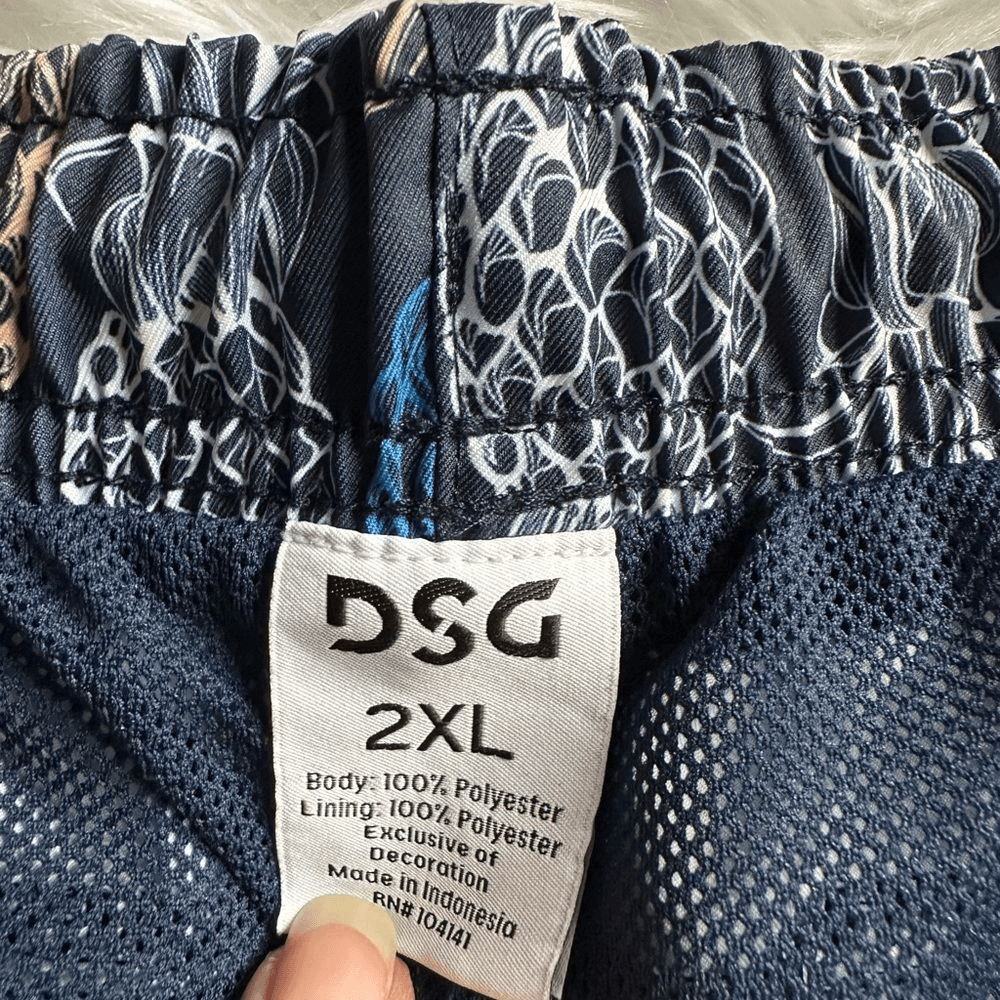 DSG
2XL
Body: 100% Polyester
Lining: 100% Polyester
Exclusive of
Decoration
Made in Indonesia
RN# 104141